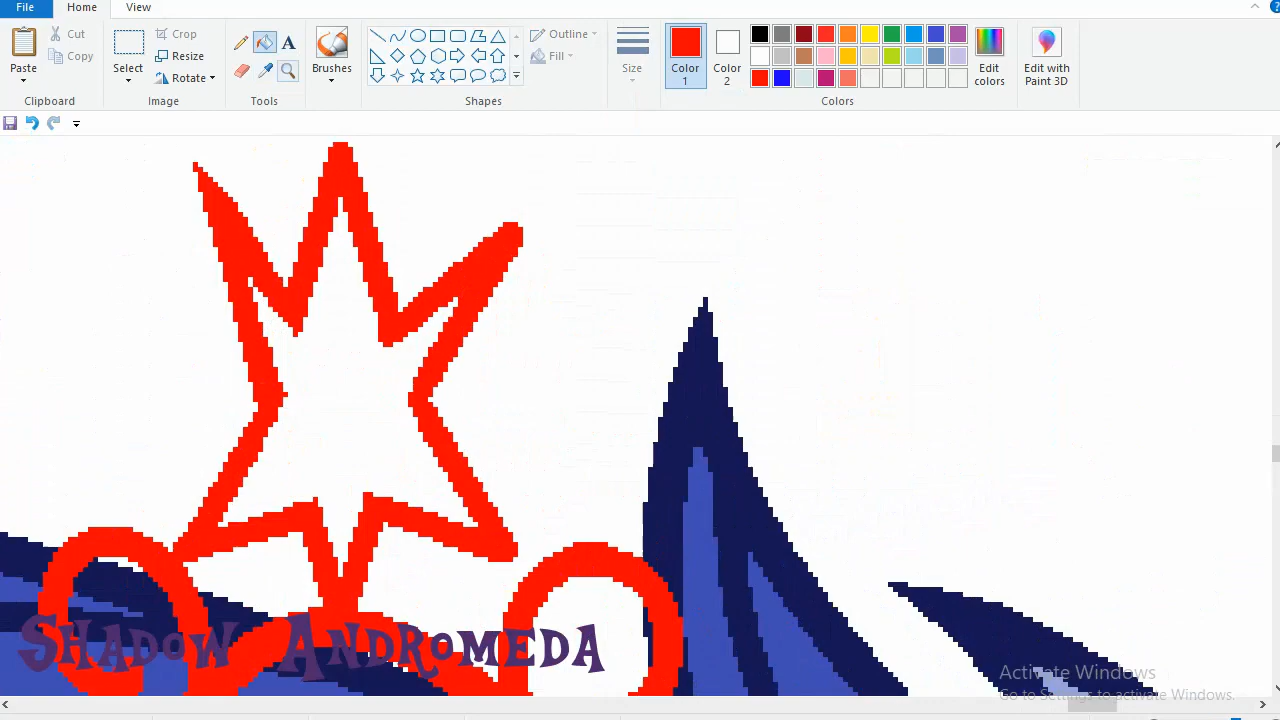 File Home View
Paste
Cut
Copy
Clipboard
Select
Crop
Resize
Rotate
Image
A
Tools
Brushes
Shapes
Outline
Fill
Size
Color
1
Color
2
Colors
Edit
colors
Edit with
Paint 3D
Shadow Andromeda
Activate Windows
Go to Settings to activate Windows.